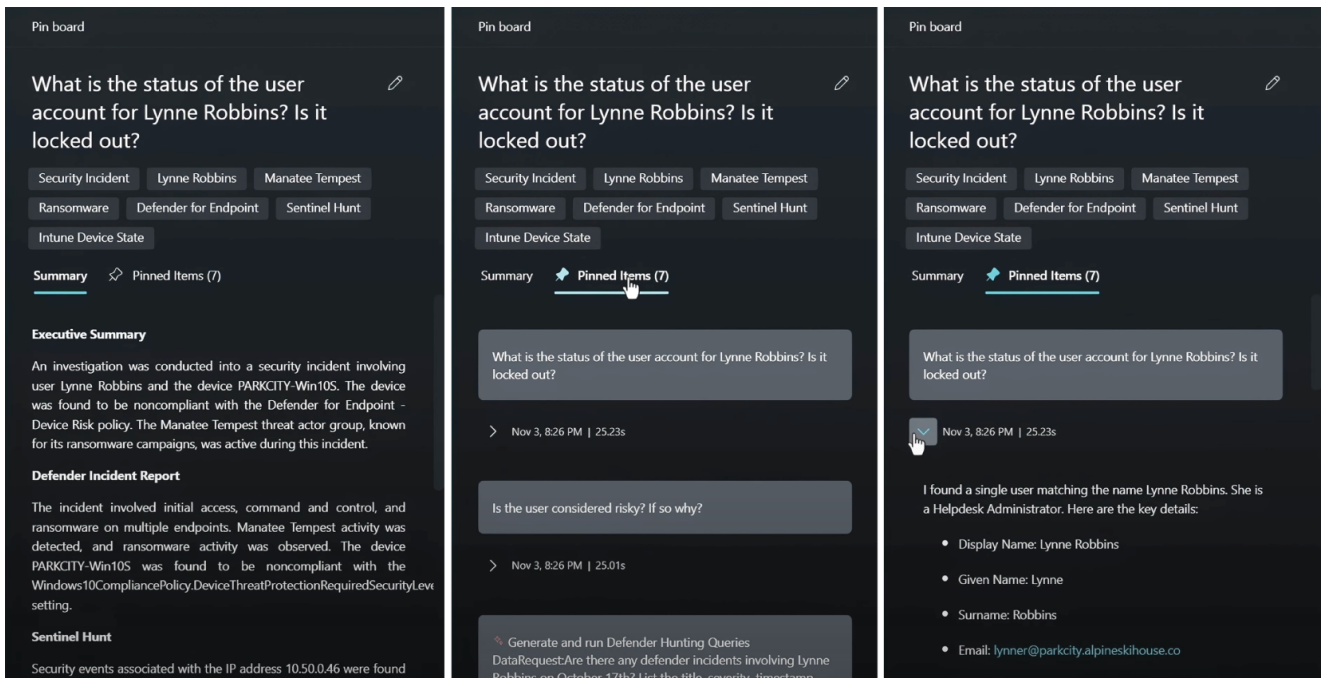 Pin board
What is the status of the user
account for Lynne Robbins? Is it
locked out?
Security Incident Lynne Robbins Manatee Tempest
Ransomware Defender for Endpoint Sentinel Hunt
Intune Device State
Summary Pinned Items (7)
Executive Summary
An investigation was conducted into a security incident involving
user Lynne Robbins and the device PARKCITY-Win10S. The device
was found to be noncompliant with the Defender for Endpoint -
Device Risk policy. The Manatee Tempest threat actor group, known
for its ransomware campaigns, was active during this incident.
Defender Incident Report
The incident involved initial access, command and control, and
ransomware on multiple endpoints. Manatee Tempest activity was
detected, and ransomware activity was observed. The device
PARKCITY-Win10S was found to be noncompliant with the
Windows10CompliancePolicy.DeviceThreatProtectionRequiredSecurityLeve
setting.
Sentinel Hunt
Security events associated with the IP address 10.50.0.46 were found
Pin board
What is the status of the user
account for Lynne Robbins? Is it
locked out?
Security Incident Lynne Robbins Manatee Tempest
Ransomware Defender for Endpoint Sentinel Hunt
Intune Device State
Summary Pinned Items (7)
What is the status of the user account for Lynne Robbins? Is it
locked out?
Nov 3, 8:26 PM | 25.23s
Is the user considered risky? If so why?
Nov 3, 8:26 PM | 25.01s
Generate and run Defender Hunting Queries
DataRequest:Are there any defender incidents involving Lynne
Robbins on October 17th? List the title, severity, timestamp
Pin board
What is the status of the user
account for Lynne Robbins? Is it
locked out?
Security Incident Lynne Robbins Manatee Tempest
Ransomware Defender for Endpoint Sentinel Hunt
Intune Device State
Summary Pinned Items (7)
What is the status of the user account for Lynne Robbins? Is it
locked out?
Nov 3, 8:26 PM | 25.23s
I found a single user matching the name Lynne Robbins. She is
a Helpdesk Administrator. Here are the key details:
Display Name: Lynne Robbins
Given Name: Lynne
Surname: Robbins
Email: lynner@parkcity.alpineskihouse.co